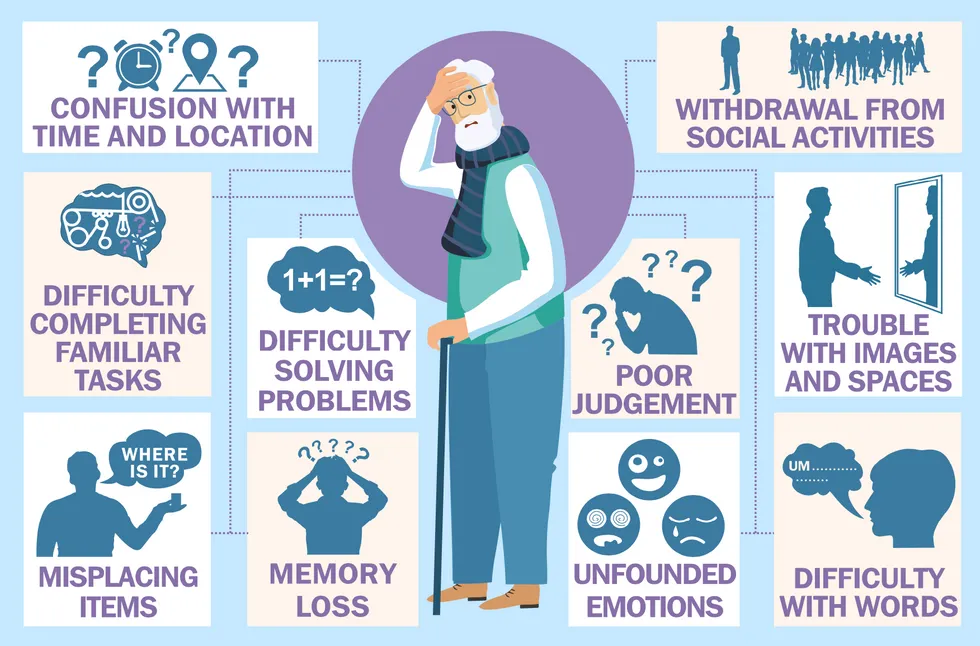 ? ? ?
CONFUSION WITH
TIME AND LOCATION
WITHDRAWAL FROM
SOCIAL ACTIVITIES
? ?
DIFFICULTY
COMPLETING
FAMILIAR
TASKS
1+1=?
DIFFICULTY
SOLVING
PROBLEMS
? ? ?
? ?
POOR
JUDGEMENT
TROUBLE
WITH IMAGES
AND SPACES
WHERE
IS IT?
MISPLACING
ITEMS
? ? ? ? ?
MEMORY
LOSS
UNFOUNDED
EMOTIONS
UM............
........
DIFFICULTY
WITH WORDS